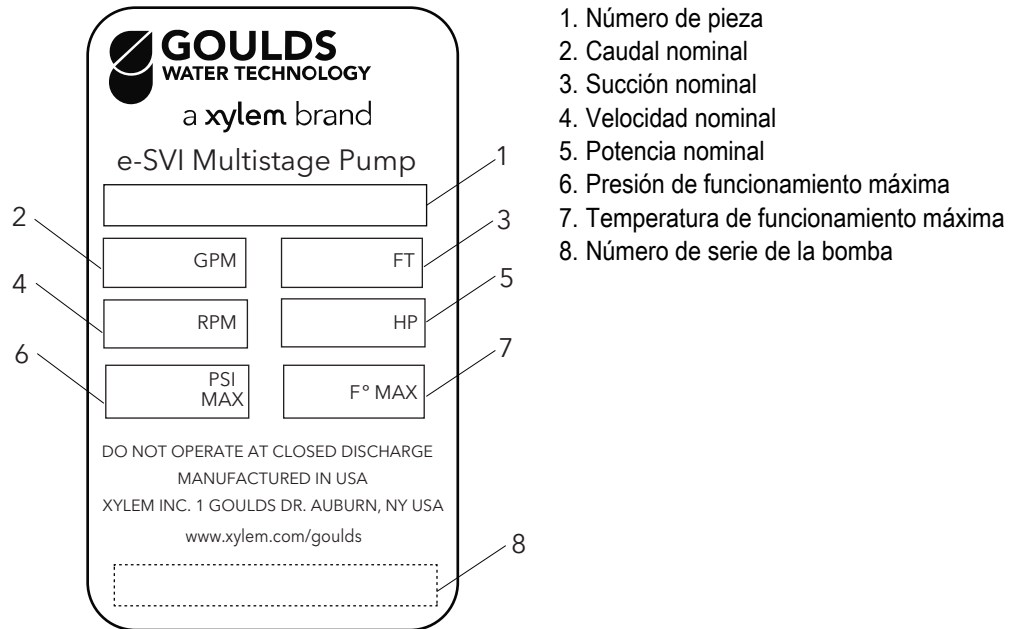 GOULDS
WATER TECHNOLOGY
a xylem brand
e-SVI Multistage Pump
1
2
GPM
FT
3
4
RPM
HP
5
6
PSI
MAX
F° MAX
7
DO NOT OPERATE AT CLOSED DISCHARGE
MANUFACTURED IN USA
XYLEM INC. 1 GOULDS DR. AUBURN, NY USA
www.xylem.com/goulds
8
1. Número de pieza
2. Caudal nominal
3. Succión nominal
4. Velocidad nominal
5. Potencia nominal
6. Presión de funcionamiento máxima
7. Temperatura de funcionamiento máxima
8. Número de serie de la bomba